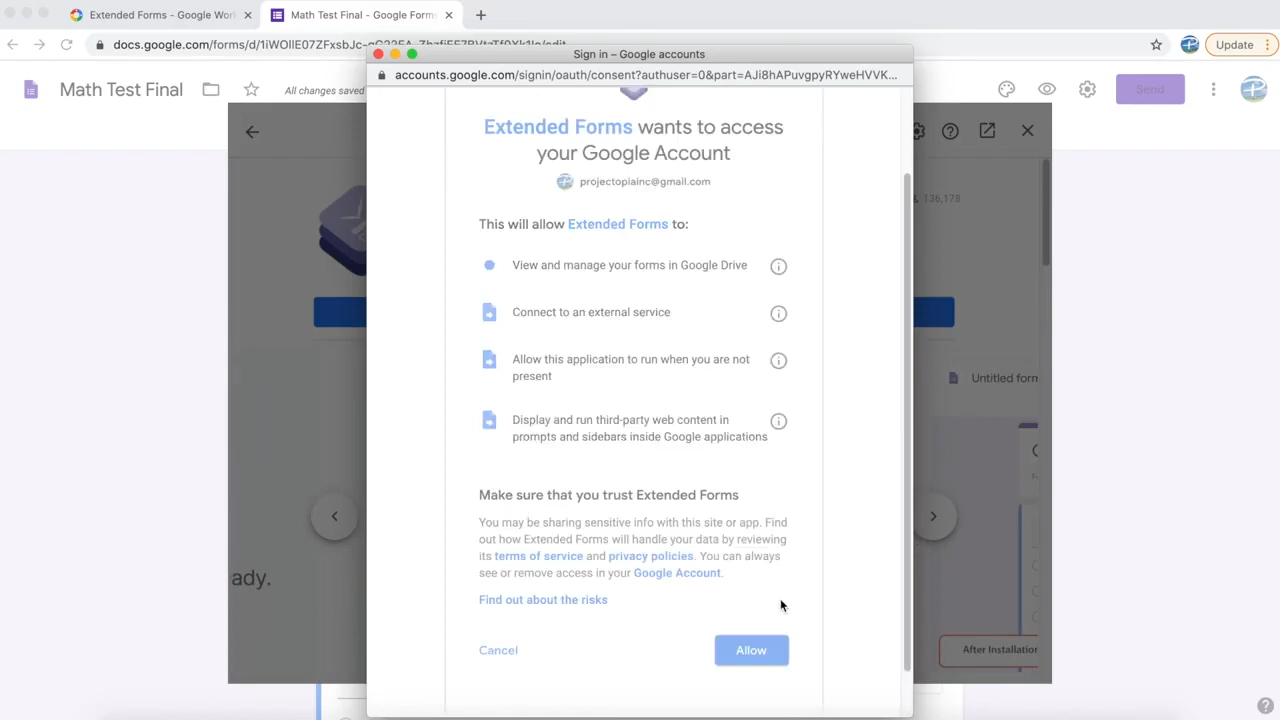 Extended Forms - Google Work
Math Test Final - Google Forms
docs.google.com/forms/d/
Update
Sign in – Google accounts
accounts.google.com/signin/oauth/consent?authuser=0&part=AJi8hAPuvgpyRYweHVVK...
Math Test Final
All changes saved
Send
Extended Forms wants to access
your Google Account
projectopiainc@gmail.com
136,178
This will allow Extended Forms to:
View and manage your forms in Google Drive
Connect to an external service
Allow this application to run when you are not
present
Untitled form
Display and run third-party web content in
prompts and sidebars inside Google applications
Make sure that you trust Extended Forms
You may be sharing sensitive info with this site or app. Find
out how Extended Forms will handle your data by reviewing
its terms of service and privacy policies. You can always
see or remove access in your Google Account.
ady.
Find out about the risks
Cancel
Allow
After Installation